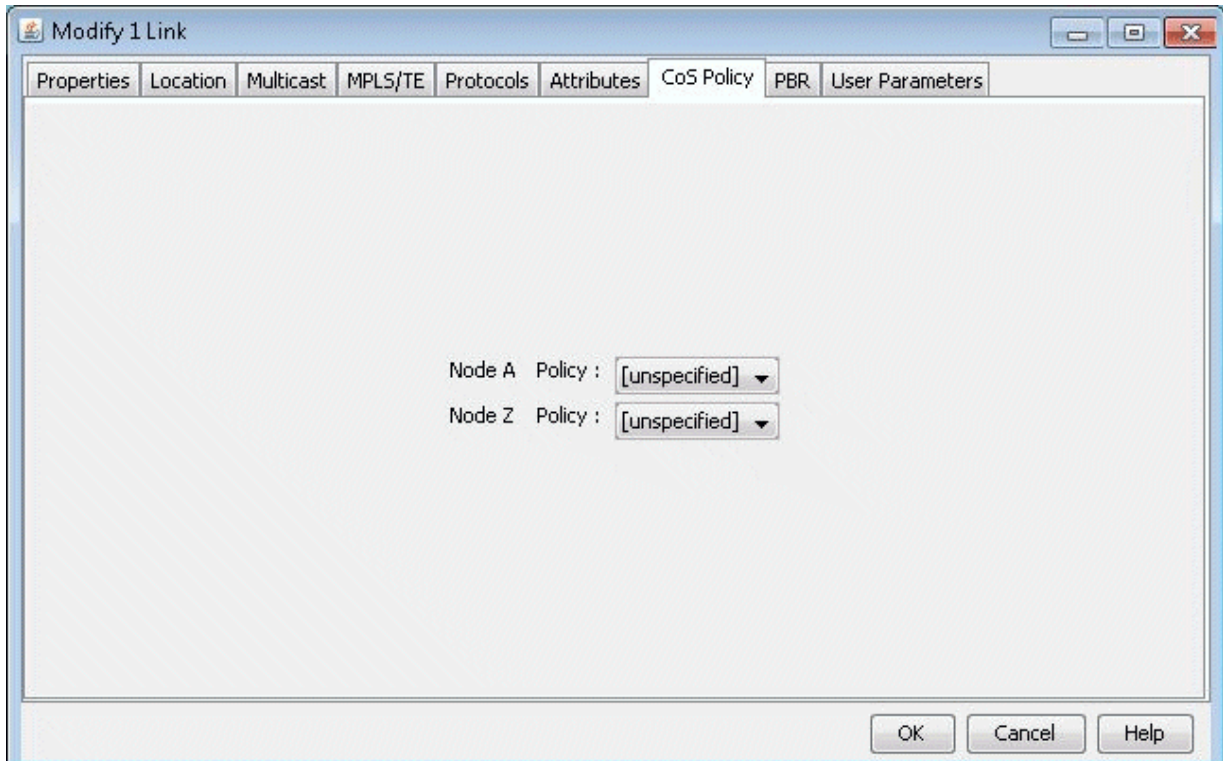 Modify 1 Link
Properties Location Multicast MPLS/TE Protocols Attributes CoS Policy PBR User Parameters
Node A Policy : [unspecified]
Node Z Policy : [unspecified]
OK Cancel Help